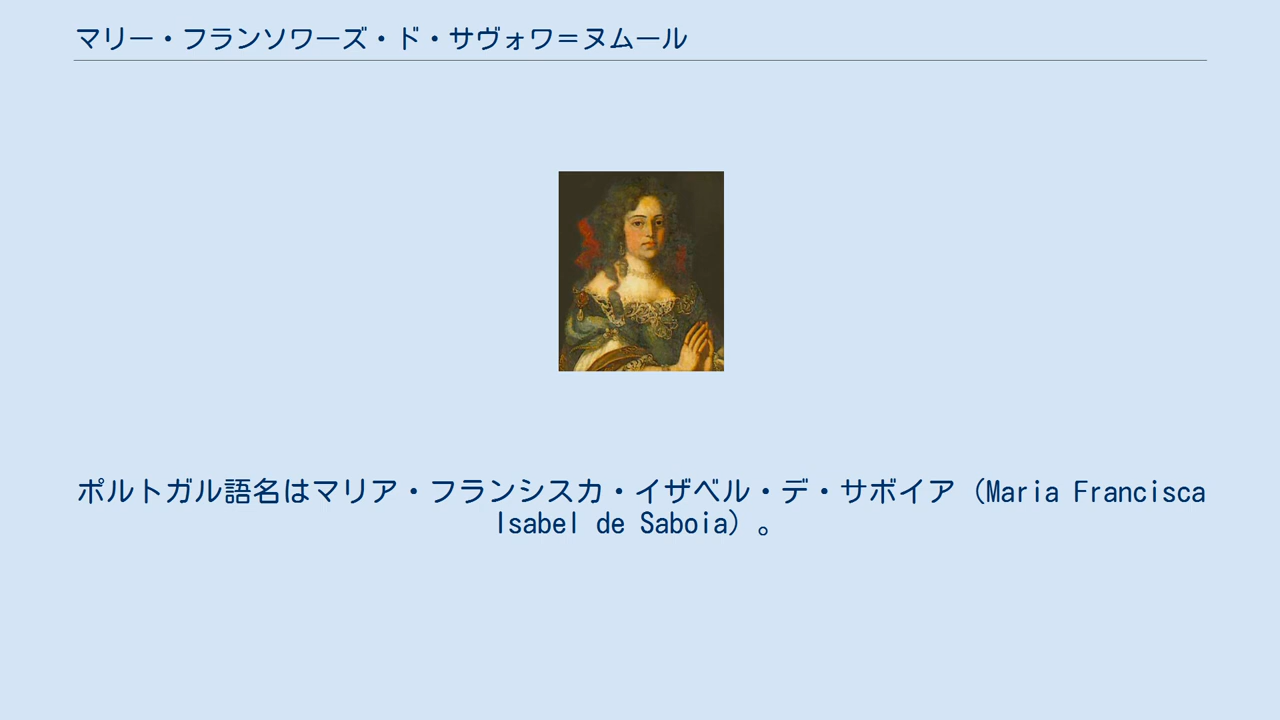 マリー・フランソワーズ・ド・サヴォワ＝ヌムール
ポルトガル語名はマリア・フランシスカ・イザベル・デ・サボイア（Maria Francisca
Isabel de Saboia）。